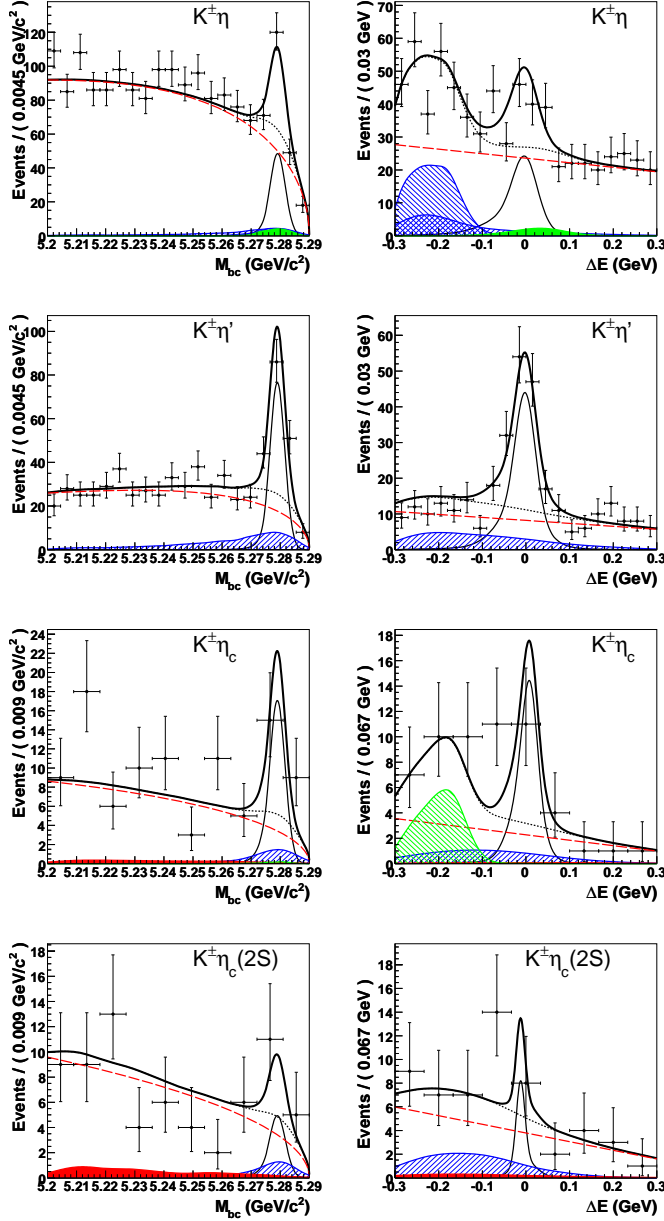 K±η
Events / ( 0.0045 GeV/c²)
120
100
80
60
40
20
0
5.2 5.21 5.22 5.23 5.24 5.25 5.26 5.27 5.28 5.29
M_bc (GeV/c²)
K±η
Events / ( 0.03 GeV)
70
60
50
40
30
20
10
0
-0.3 -0.2 -0.1 0 0.1 0.2 0.3
ΔE (GeV)
K±η’
Events / ( 0.0045 GeV/c²)
100
80
60
40
20
0
5.2 5.21 5.22 5.23 5.24 5.25 5.26 5.27 5.28 5.29
M_bc (GeV/c²)
K±η’
Events / ( 0.03 GeV )
60
50
40
30
20
10
0
-0.3 -0.2 -0.1 0 0.1 0.2 0.3
ΔE (GeV)
K±η_c
Events / ( 0.009 GeV/c²)
24
22
20
18
16
14
12
10
8
6
4
2
0
5.2 5.21 5.22 5.23 5.24 5.25 5.26 5.27 5.28 5.29
M_bc (GeV/c²)
K±η_c
Events / ( 0.067 GeV )
18
16
14
12
10
8
6
4
2
0
-0.3 -0.2 -0.1 0 0.1 0.2 0.3
ΔE (GeV)
K±η_c(2S)
Events / ( 0.009 GeV/c²)
18
16
14
12
10
8
6
4
2
0
5.2 5.21 5.22 5.23 5.24 5.25 5.26 5.27 5.28 5.29
M_bc (GeV/c²)
K±η_c(2S)
Events / ( 0.067 GeV )
18
16
14
12
10
8
6
4
2
0
-0.3 -0.2 -0.1 0 0.1 0.2 0.3
ΔE (GeV)